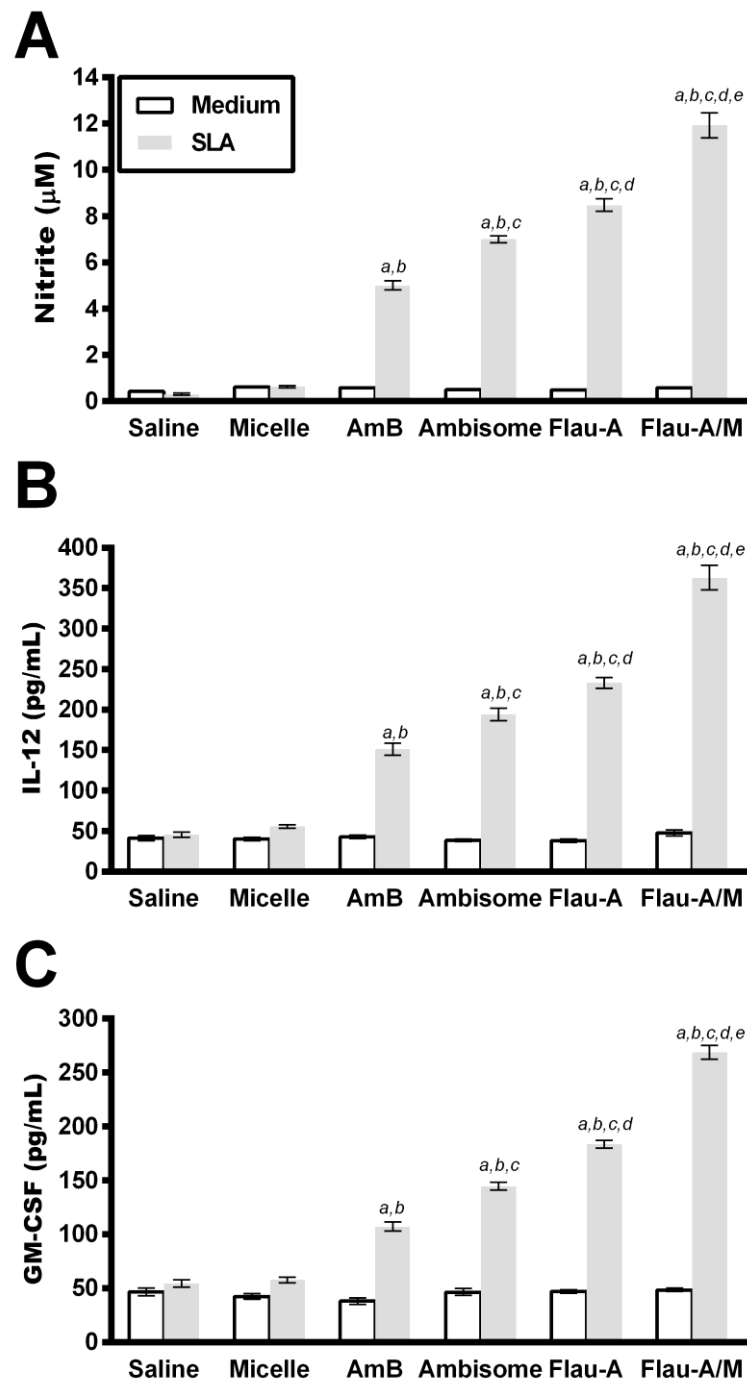 A
Nitrite (µM)
14
12
10
8
6
4
2
0
Medium
SLA
a,b
a,b,c
a,b,c,d
a,b,c,d,e
Saline Micelle AmB Ambisome Flau-A Flau-A/M
B
IL-12 (pg/mL)
400
350
300
250
200
150
100
50
0
a,b
a,b,c
a,b,c,d
a,b,c,d,e
Saline Micelle AmB Ambisome Flau-A Flau-A/M
C
GM-CSF (pg/mL)
300
250
200
150
100
50
0
a,b
a,b,c
a,b,c,d
a,b,c,d,e
Saline Micelle AmB Ambisome Flau-A Flau-A/M